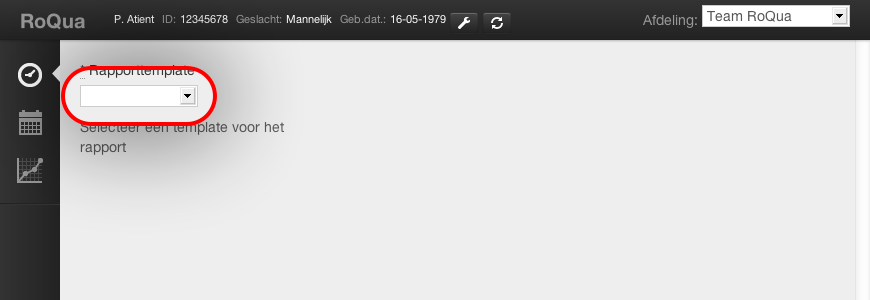 RoQua P. Atient ID: 12345678 Geslacht: Mannelijk Geb.dat.: 16-05-1979 Afdeling: Team RoQua
* Rapporttemplate
Selecteer een template voor het
rapport